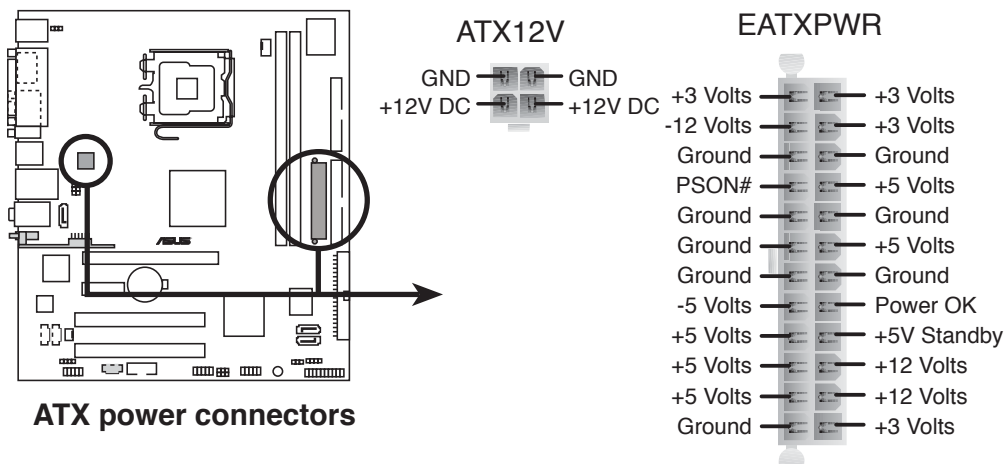 ATX12V
GND GND
+12V DC +12V DC
EATXPWR
+3 Volts +3 Volts
-12 Volts +3 Volts
Ground Ground
PSON# +5 Volts
Ground Ground
Ground +5 Volts
Ground Ground
-5 Volts Power OK
+5 Volts +5V Standby
+5 Volts +12 Volts
+5 Volts +12 Volts
Ground +3 Volts
ASUS
ATX power connectors